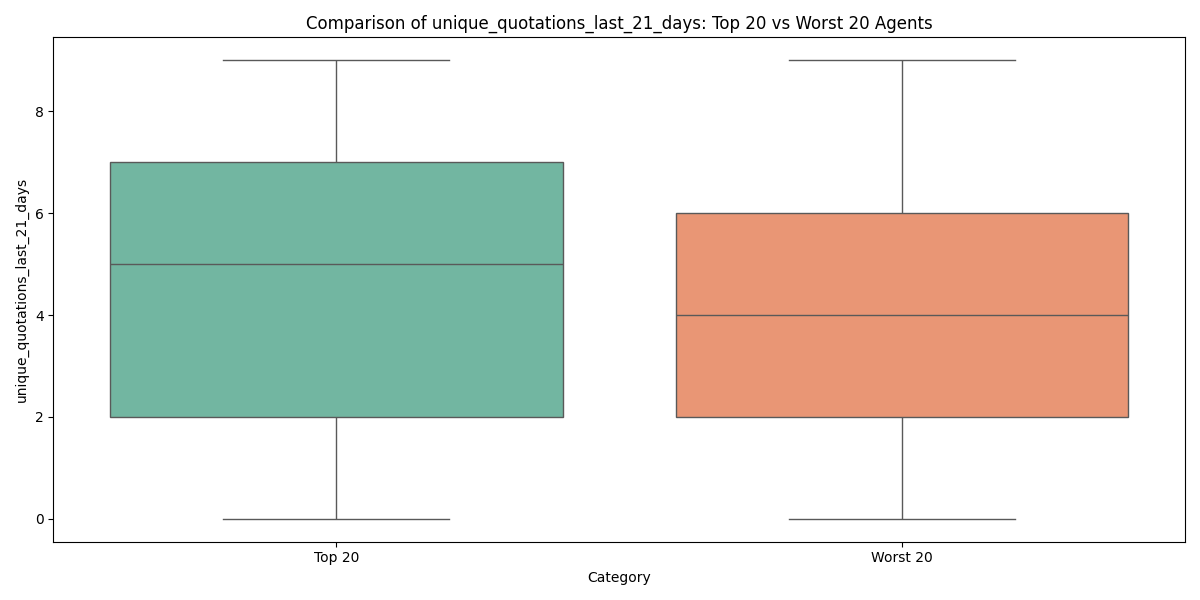 Comparison of unique_quotations_last_21_days: Top 20 vs Worst 20 Agents
unique_quotations_last_21_days
8
6
4
2
0
Top 20
Worst 20
Category